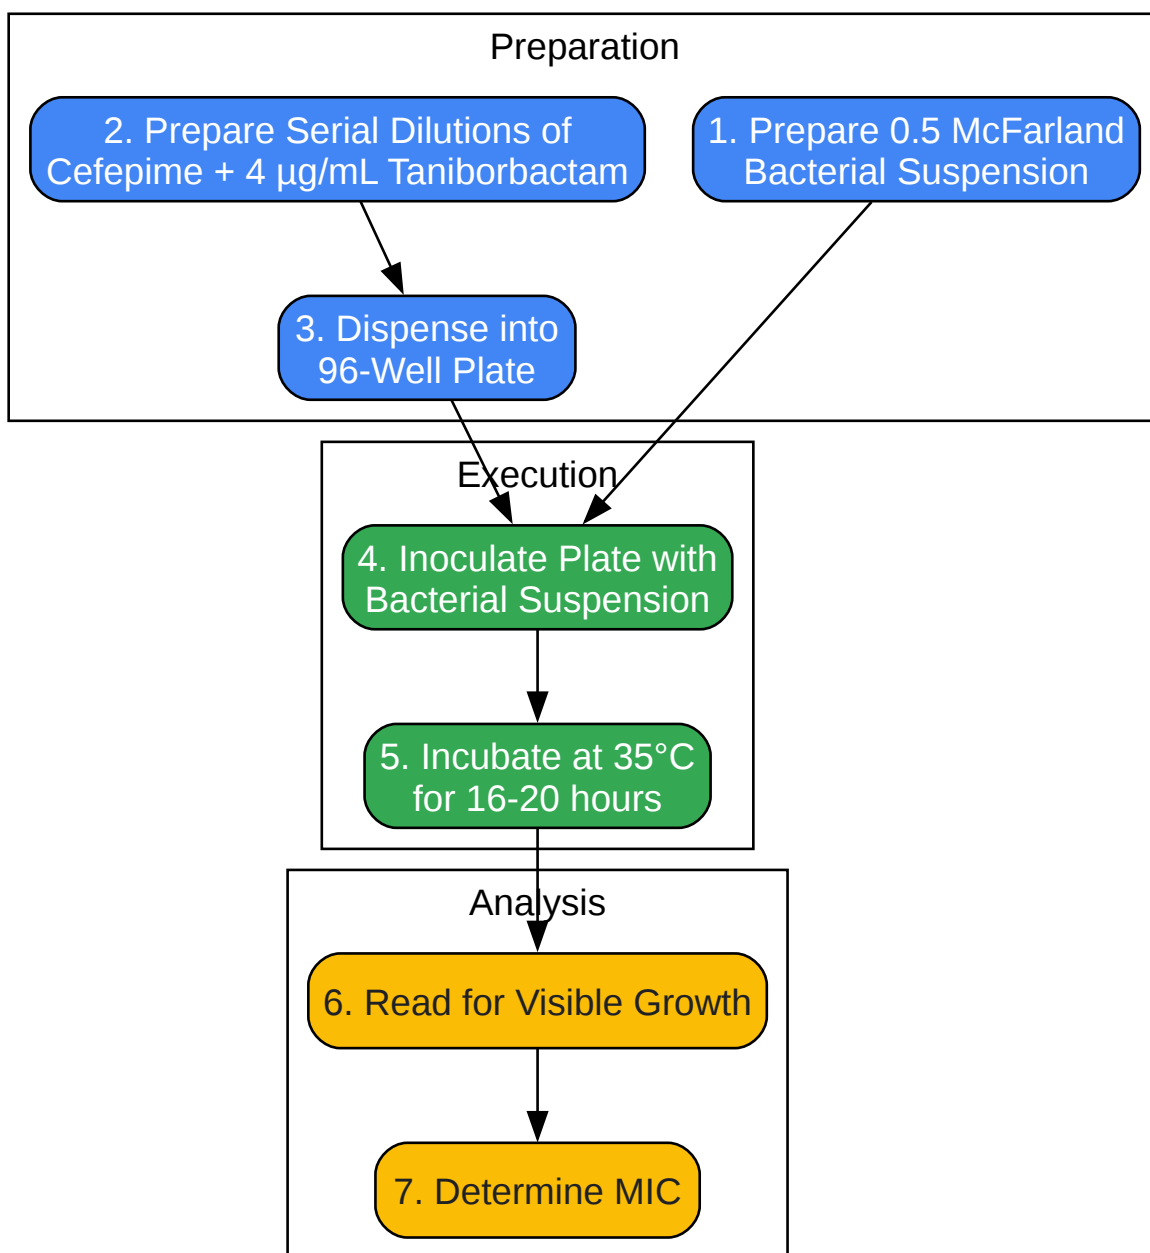 Preparation
2. Prepare Serial Dilutions of
Cefepime + 4 µg/mL Taniborbactam
1. Prepare 0.5 McFarland
Bacterial Suspension
3. Dispense into
96-Well Plate
Execution
4. Inoculate Plate with
Bacterial Suspension
5. Incubate at 35°C
for 16-20 hours
Analysis
6. Read for Visible Growth
7. Determine MIC